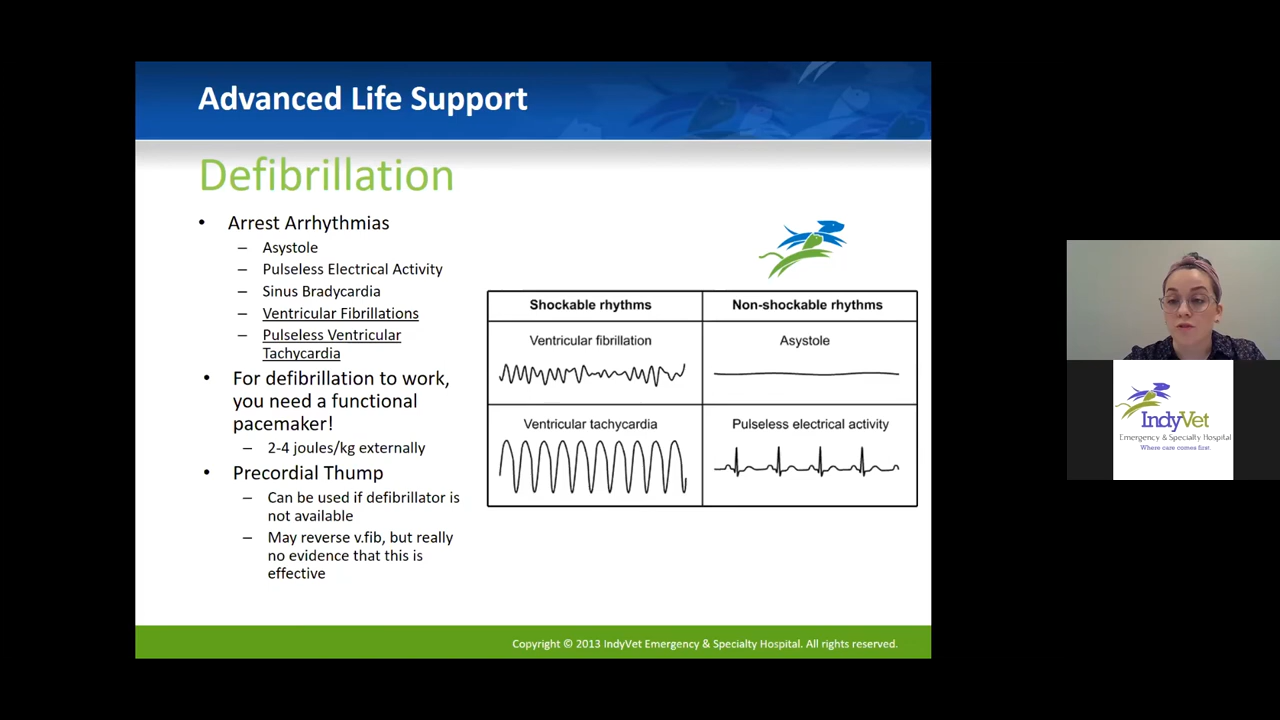 Advanced Life Support
Defibrillation
• Arrest Arrhythmias
– Asystole
– Pulseless Electrical Activity
– Sinus Bradycardia
– Ventricular Fibrillations
– Pulseless Ventricular
Tachycardia
• For defibrillation to work,
you need a functional
pacemaker!
– 2-4 joules/kg externally
• Precordial Thump
– Can be used if defibrillator is
not available
– May reverse v.fib, but really
no evidence that this is
effective
Shockable rhythms
Non-shockable rhythms
Ventricular fibrillation
Asystole
Ventricular tachycardia
Pulseless electrical activity
Copyright © 2013 IndyVet Emergency & Specialty Hospital. All rights reserved.
IndyVet
Emergency & Specialty Hospital
Where care comes first.